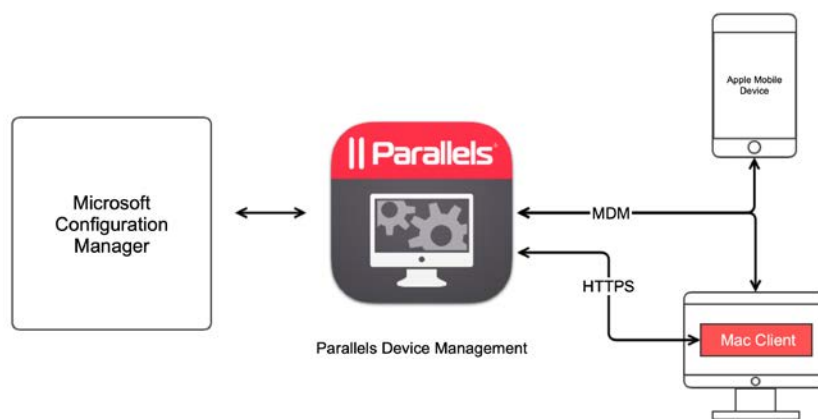 Apple Mobile
Device
Microsoft
Configuration
Manager
Parallels®
MDM
HTTPS
Mac Client
Parallels Device Management